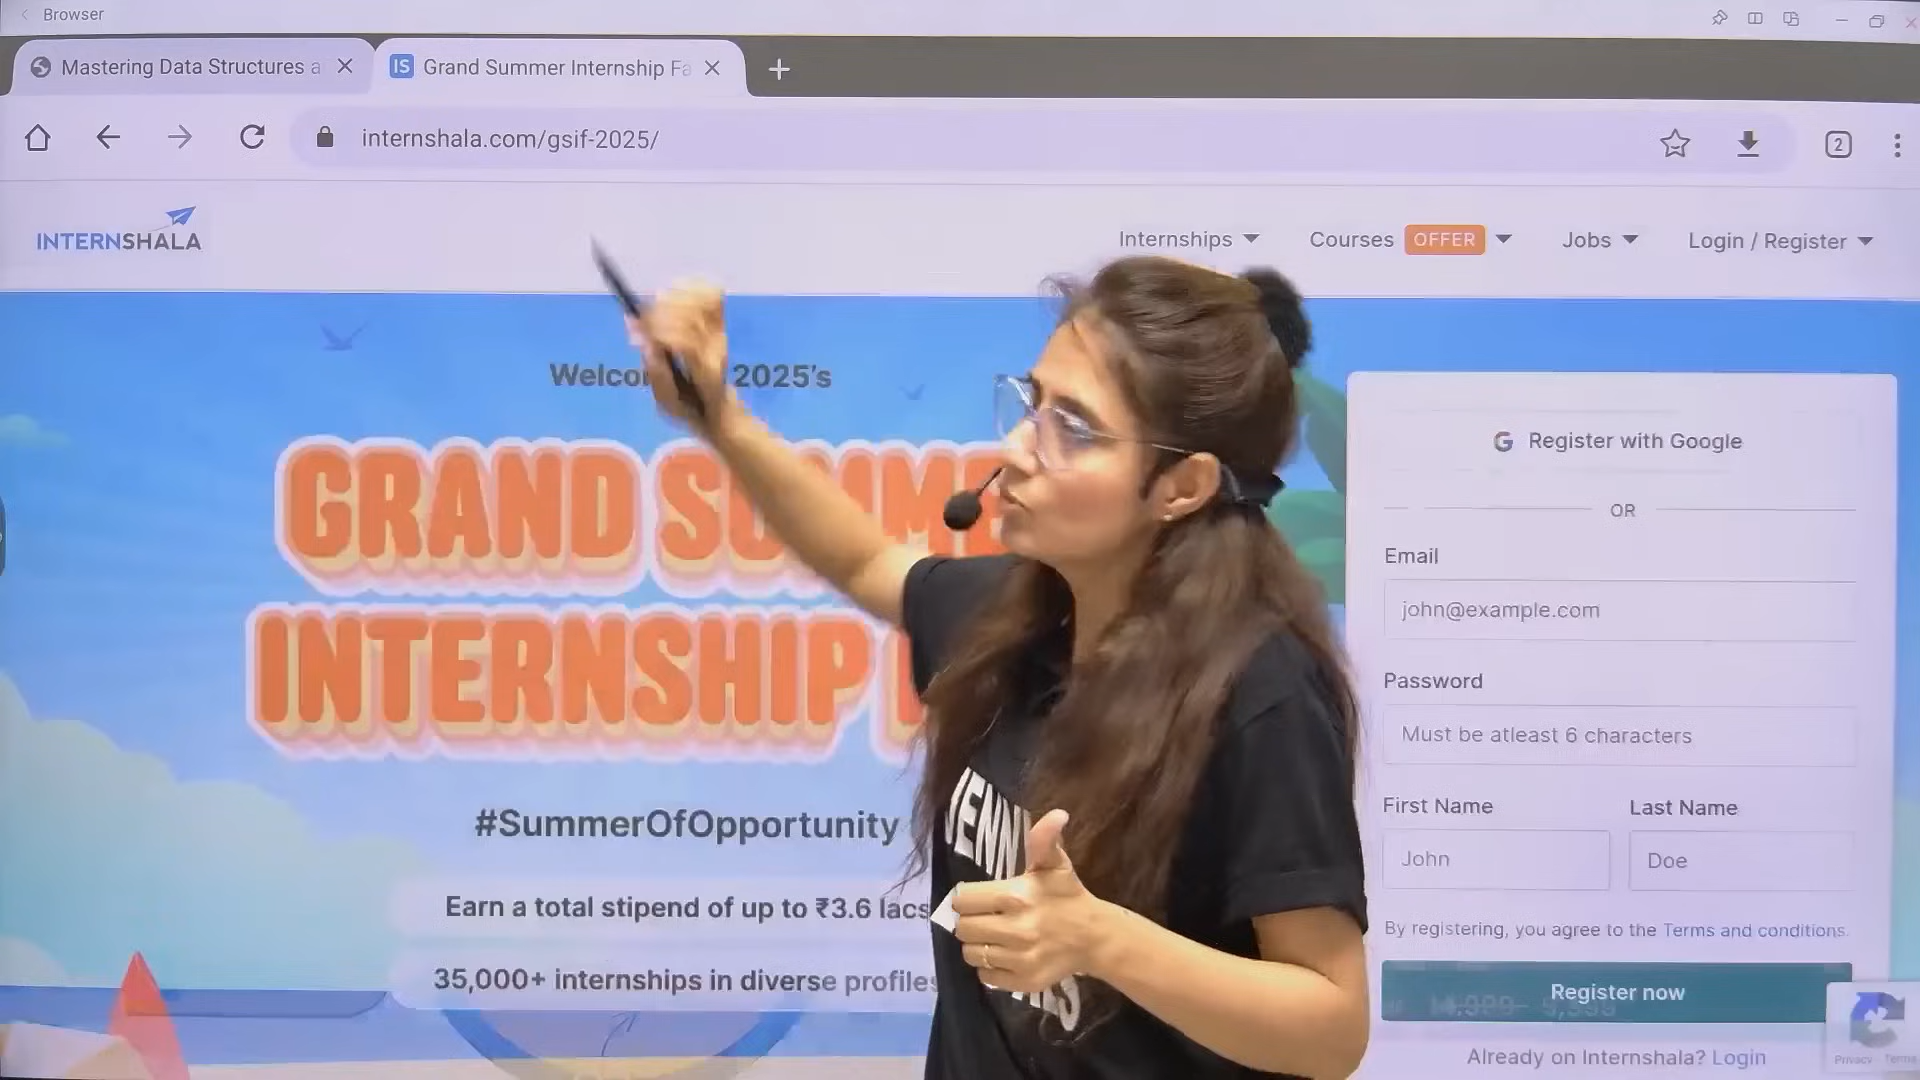 Browser
Mastering Data Structures a
IS Grand Summer Internship Fa
internshala.com/gsif-2025/
2
INTERNSHALA
Internships
Courses OFFER
Jobs
Login / Register
2025's
GRAND
INTERNSHIP
#SummerOfOpportunity
Earn a total stipend of up to ₹3.6 lacs
35,000+ internships in diverse profiles
Register with Google
OR
Email
john@example.com
Password
Must be atleast 6 characters
First Name Last Name
John Doe
By registering, you agree to the Terms and conditions.
Register now
Already on Internshala? Login
Privacy Terms